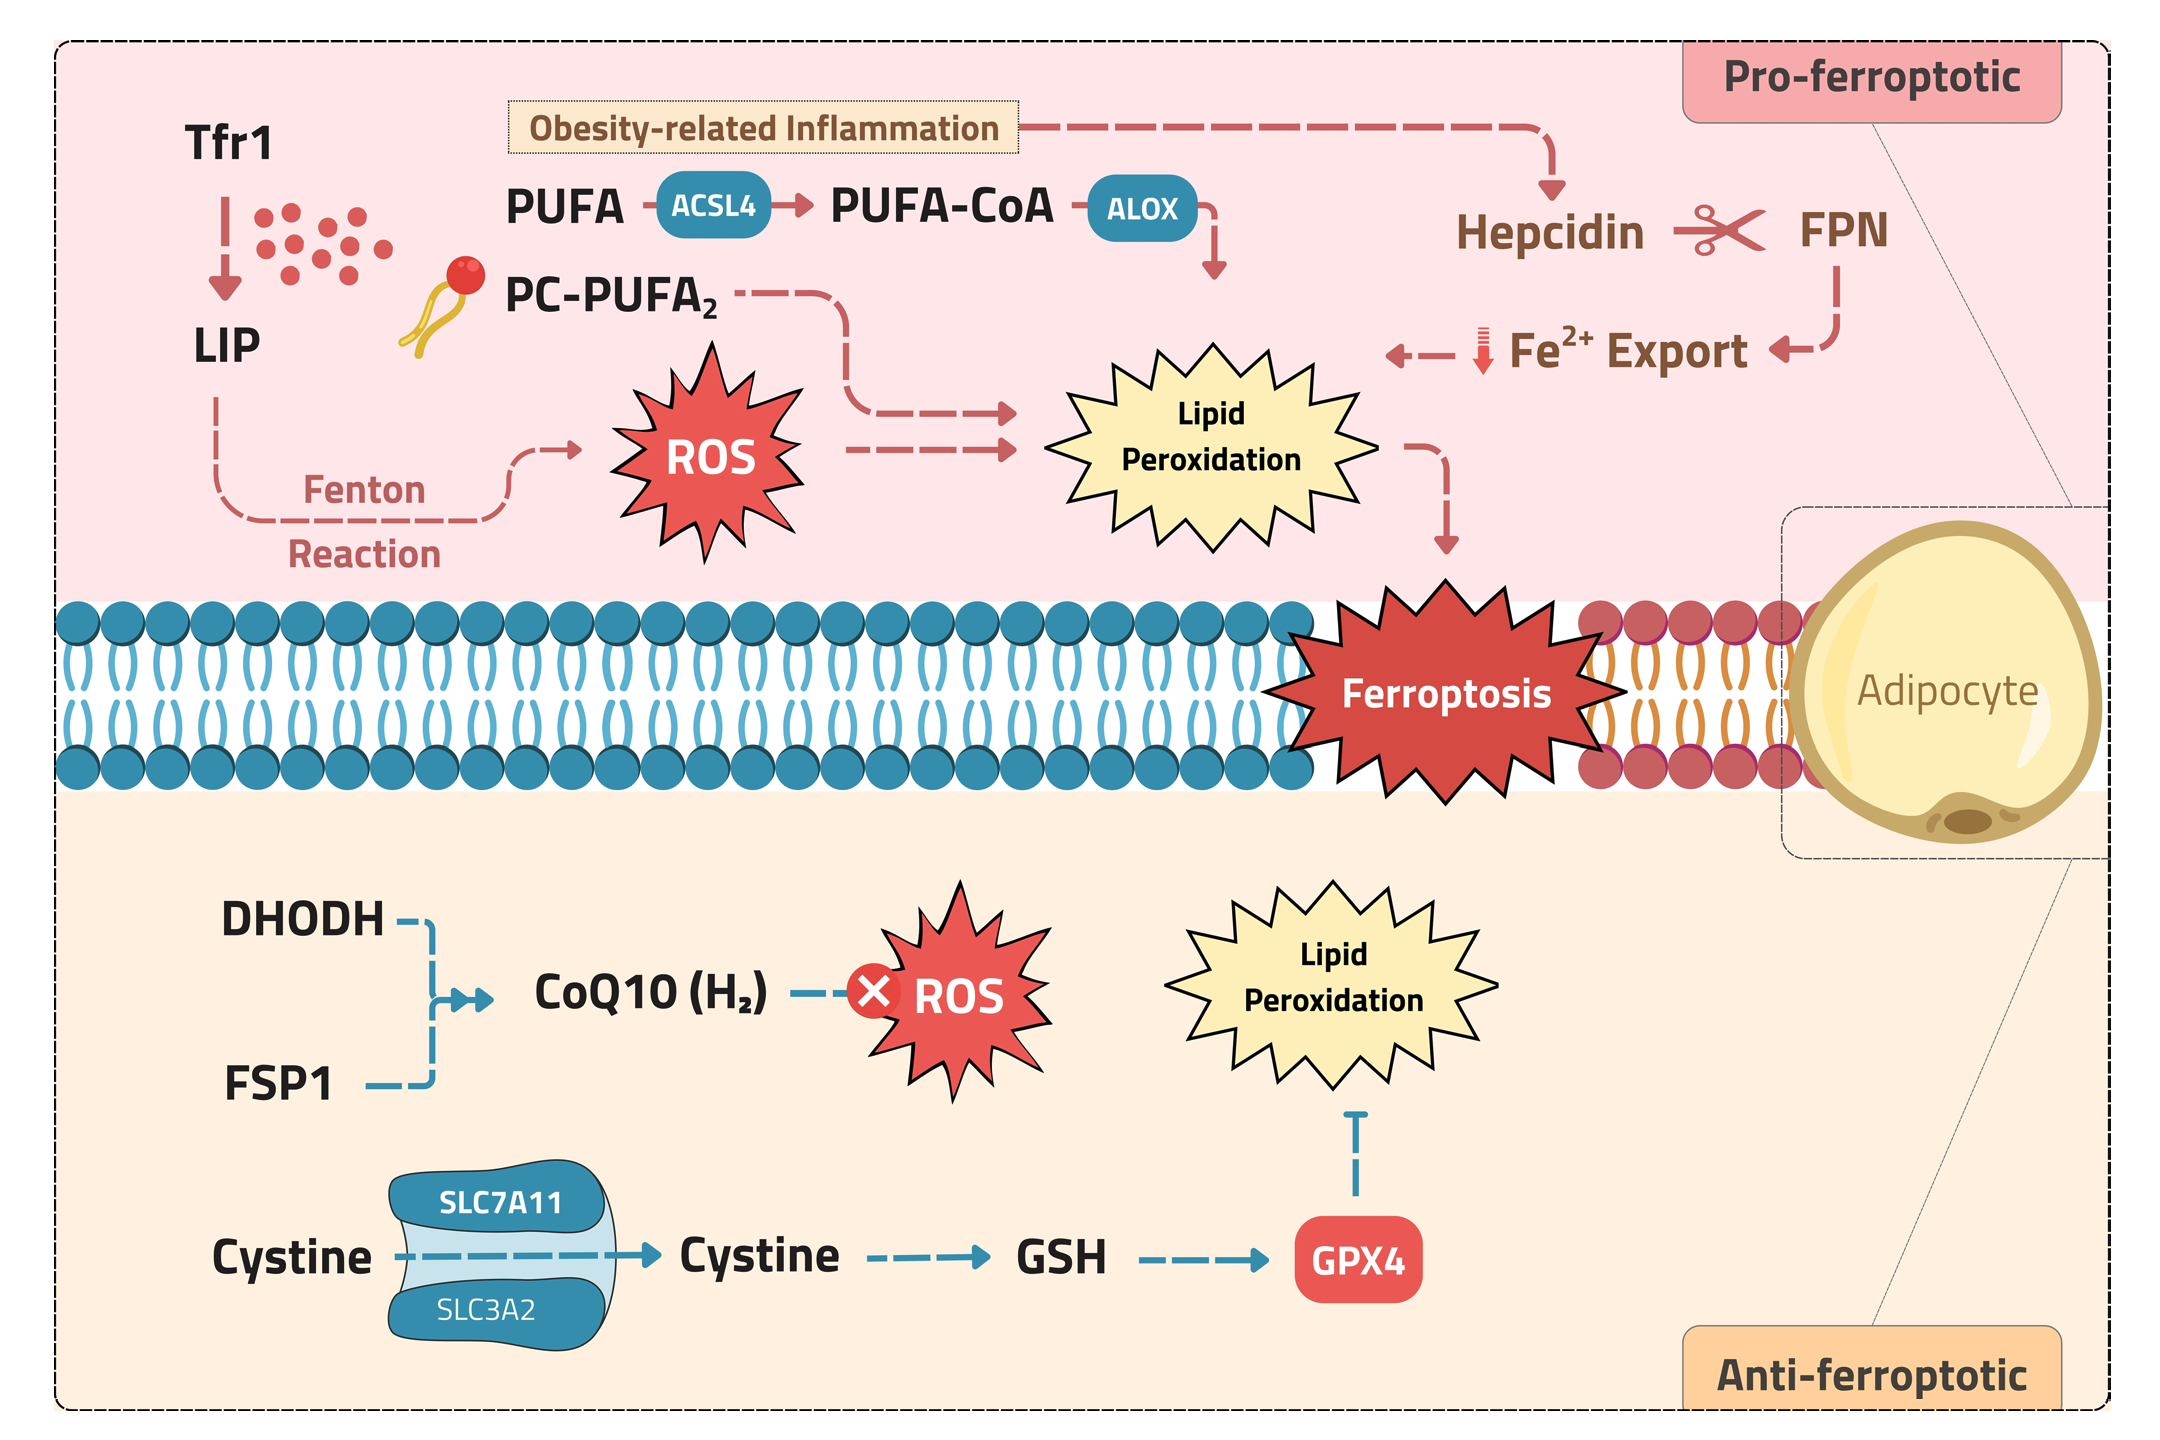 Pro-ferroptotic
Obesity-related Inflammation
Tfr1
PUFA
ACSL4
PUFA-CoA
ALOX
Hepcidin
FPN
PC-PUFA₂
LIP
Fe²⁺ Export
Lipid
Peroxidation
ROS
Fenton
Reaction
Ferroptosis
Adipocyte
DHODH
CoQ10 (H₂)
ROS
Lipid
Peroxidation
FSP1
SLC7A11
Cystine
Cystine
GSH
GPX4
SLC3A2
Anti-ferroptotic